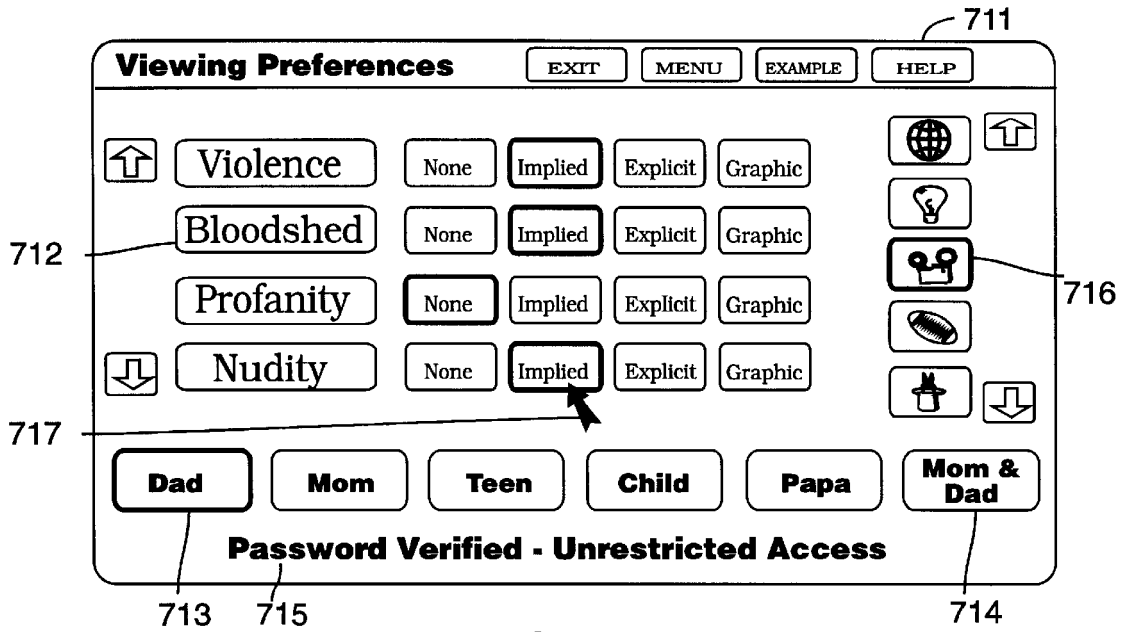 711
Viewing Preferences EXIT MENU EXAMPLE HELP
Violence None Implied Explicit Graphic
712 Bloodshed None Implied Explicit Graphic
716
Profanity None Implied Explicit Graphic
Nudity None Implied Explicit Graphic
717
Dad Mom Teen Child Papa Mom &
Dad
Password Verified - Unrestricted Access
713 715 714